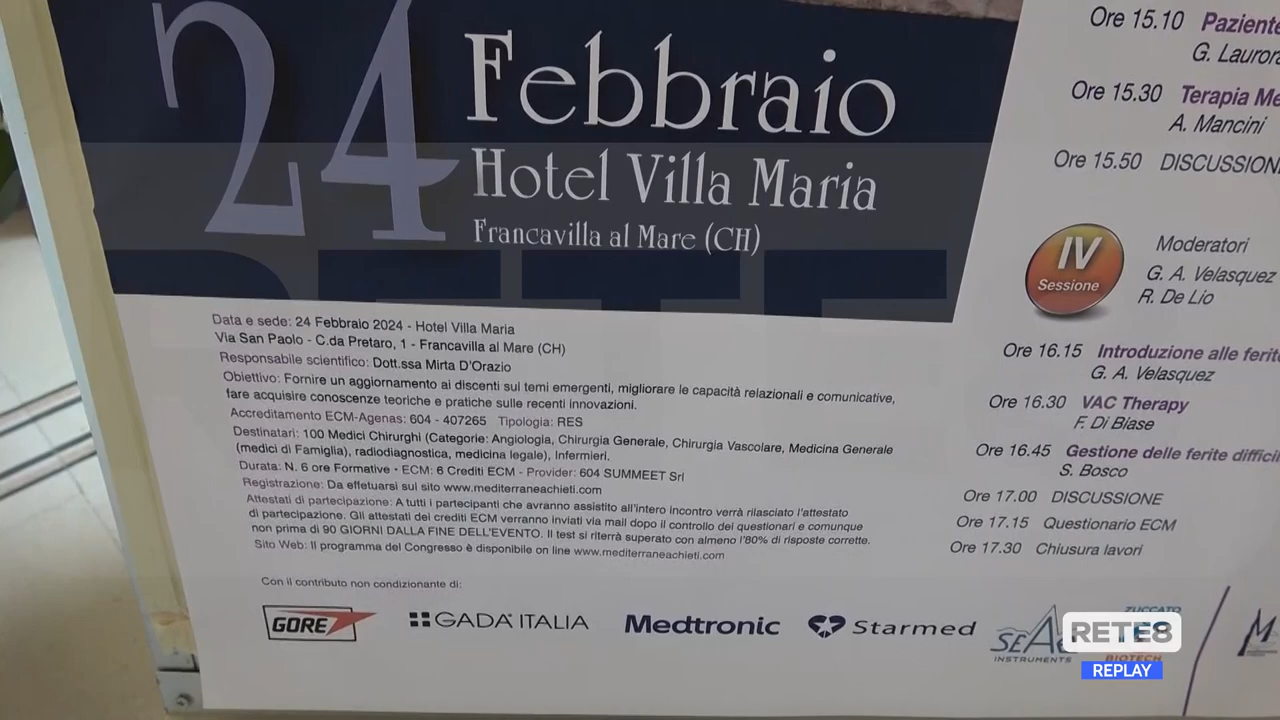 24
Febbraio
Hotel Villa Maria
Francavilla al Mare (CH)
Data e sede: 24 Febbraio 2024 - Hotel Villa Maria
Via San Paolo - C.da Pretaro, 1 - Francavilla al Mare (CH)
Responsabile scientifico: Dott.ssa Mirta D'Orazio
Obiettivo: Fornire un aggiornamento ai discenti sui temi emergenti, migliorare le capacità relazionali e comunicative,
fare acquisire conoscenze teoriche e pratiche sulle recenti innovazioni.
Accreditamento ECM-Agenas: 604 - 407265 Tipologia: RES
Destinatari: 100 Medici Chirurghi (Categorie: Angiologia, Chirurgia Generale, Chirurgia Vascolare, Medicina Generale
(medici di Famiglia), radiodiagnostica, medicina legale), Infermieri.
Durata: N. 6 ore Formative • ECM: 6 Crediti ECM - Provider: 604 SUMMEET Srl
Registrazione: Da effetuarsi sul sito www.mediterraneachieti.com
Attestati di partecipazione: A tutti i partecipanti che avranno assistito all'intero incontro verrà rilasciato l'attestato
di partecipazione. Gli attestati dei crediti ECM verranno inviati via mail dopo il controllo dei questionari e comunque
non prima di 90 GIORNI DALLA FINE DELL'EVENTO. Il test si riterrà superato con almeno l'80% di risposte corrette.
Sito Web: Il programma del Congresso è disponibile on line www.mediterraneachieti.com
Con il contributo non condizionante di:
GORE
GADA ITALIA
Medtronic
Starmed
INSTRUMENTS
ZUCCATO
BIOTECH
Ore 15.10 Paziente
G. Lauror
Ore 15.30 Terapia Me
A. Mancini
Ore 15.50 DISCUSSION
IV
Sessione
Moderatori
G. A. Velasquez
R. De Lio
Ore 16.15 Introduzione alle ferite
G. A. Velasquez
Ore 16.30 VAC Therapy
F. Di Biase
Ore 16.45 Gestione delle ferite difficil
S. Bosco
Ore 17.00 DISCUSSIONE
Ore 17.15 Questionario ECM
Ore 17.30 Chiusura lavori
RETE8
REPLAY